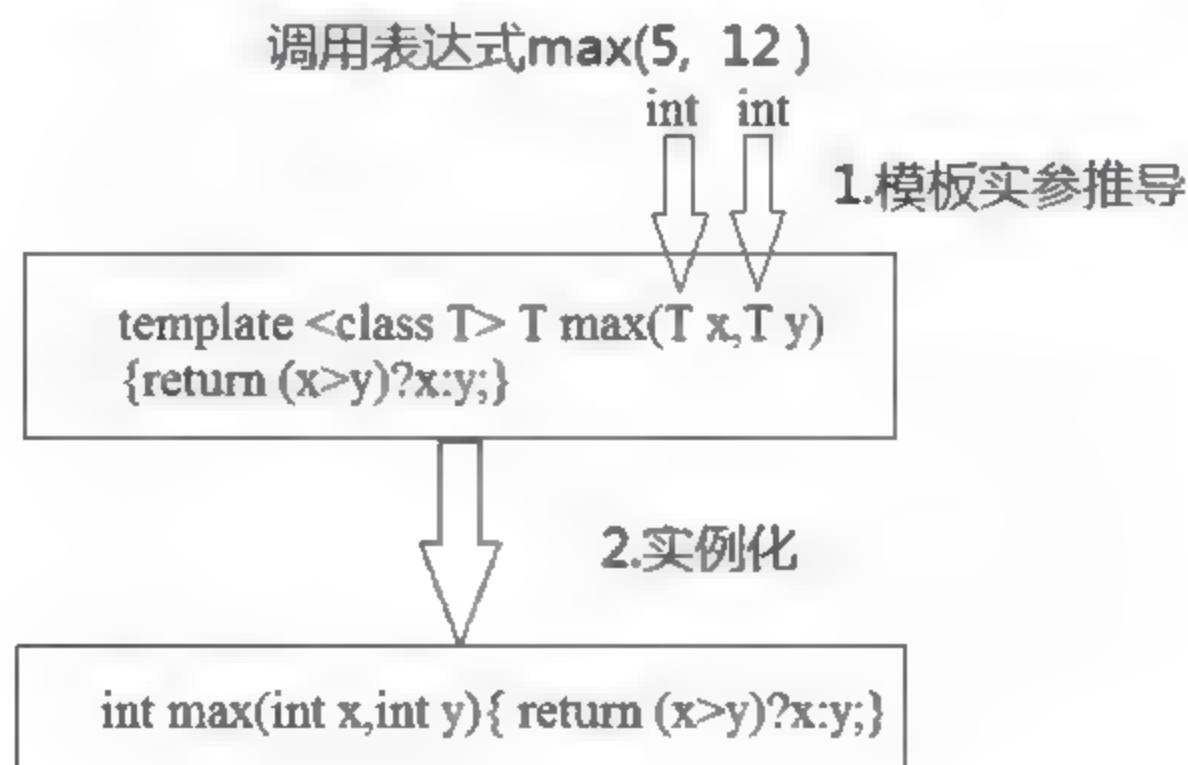 调用表达式max(5, 12 )
int int
1.模板实参推导
template <class T> T max(T x,T y)
{return (x>y)?x:y;}
2.实例化
int max(int x,int y){ return (x>y)?x:y;}